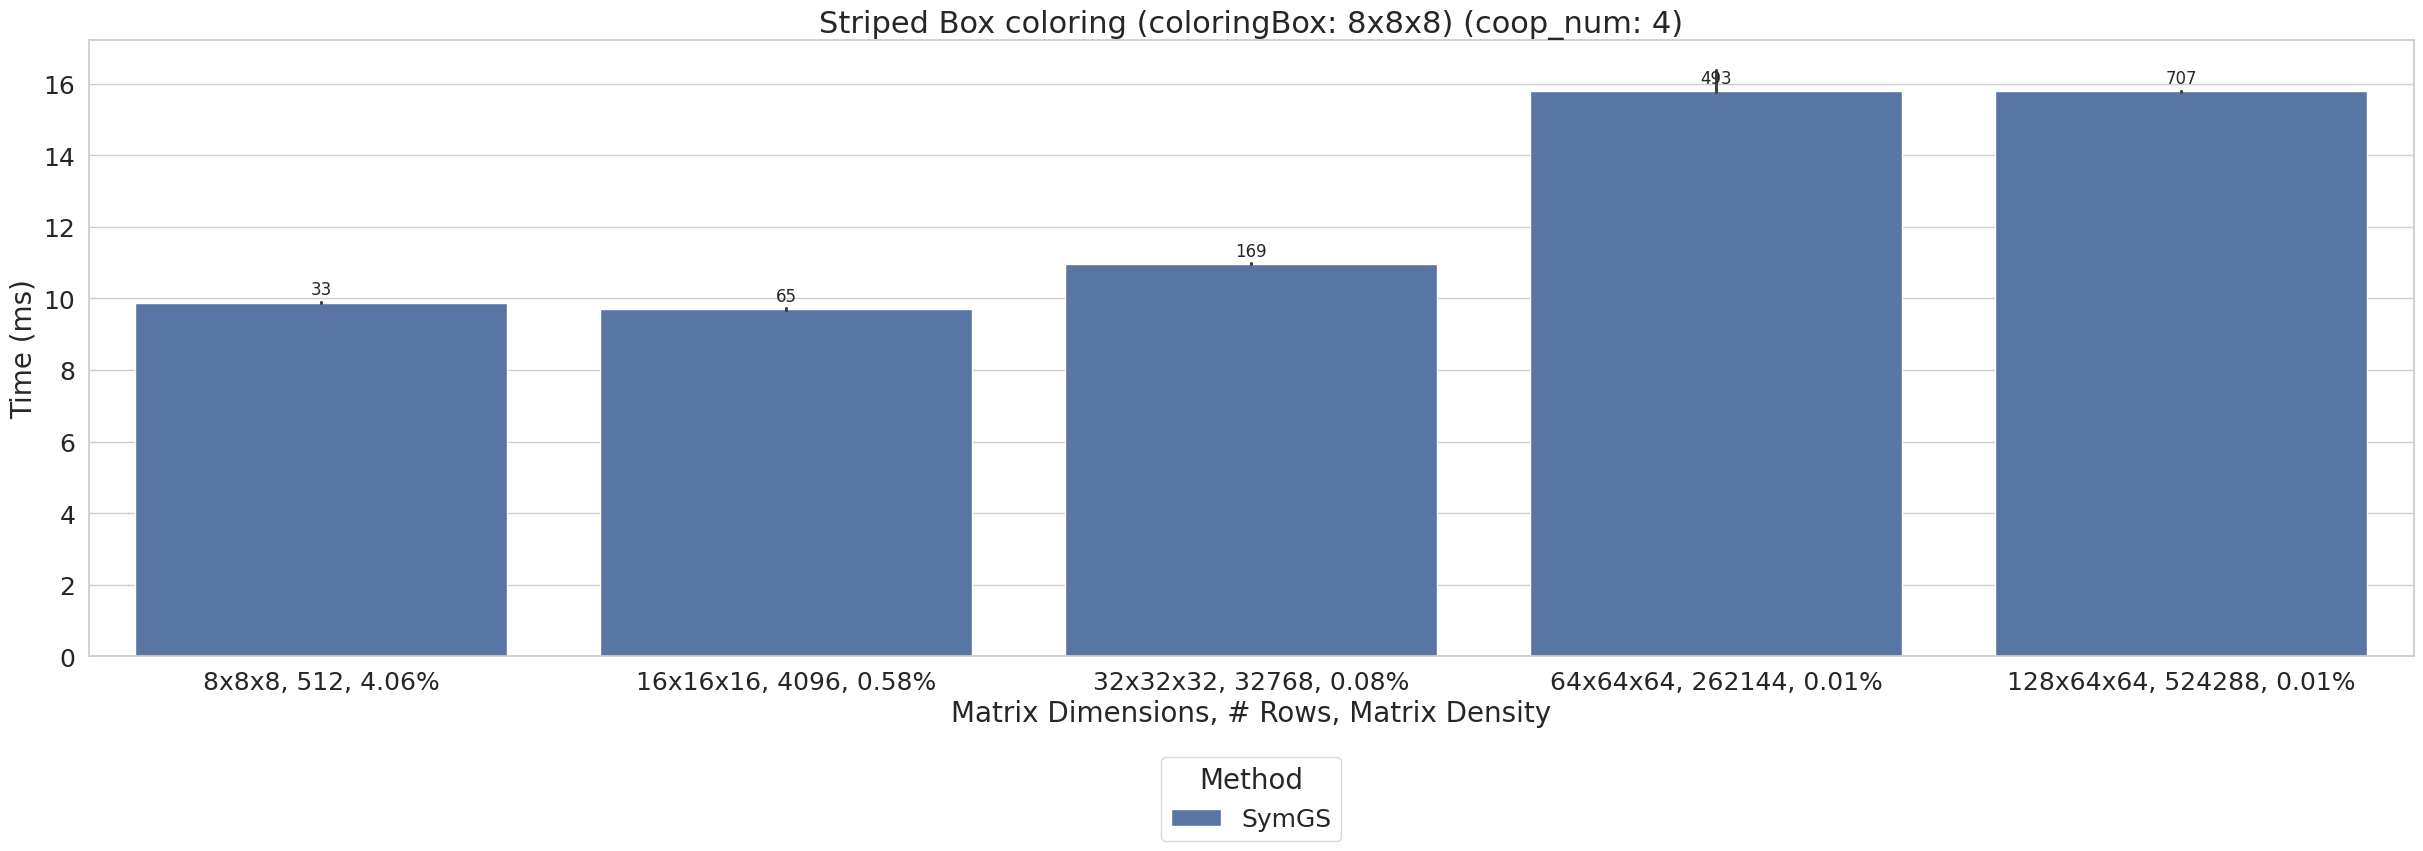 Striped Box coloring (coloringBox: 8x8x8) (coop_num: 4)
Time (ms)
16
14
12
10
8
6
4
2
0
33
65
169
493
707
8x8x8, 512, 4.06%
16x16x16, 4096, 0.58%
32x32x32, 32768, 0.08%
64x64x64, 262144, 0.01%
128x64x64, 524288, 0.01%
Matrix Dimensions, # Rows, Matrix Density
Method
SymGS